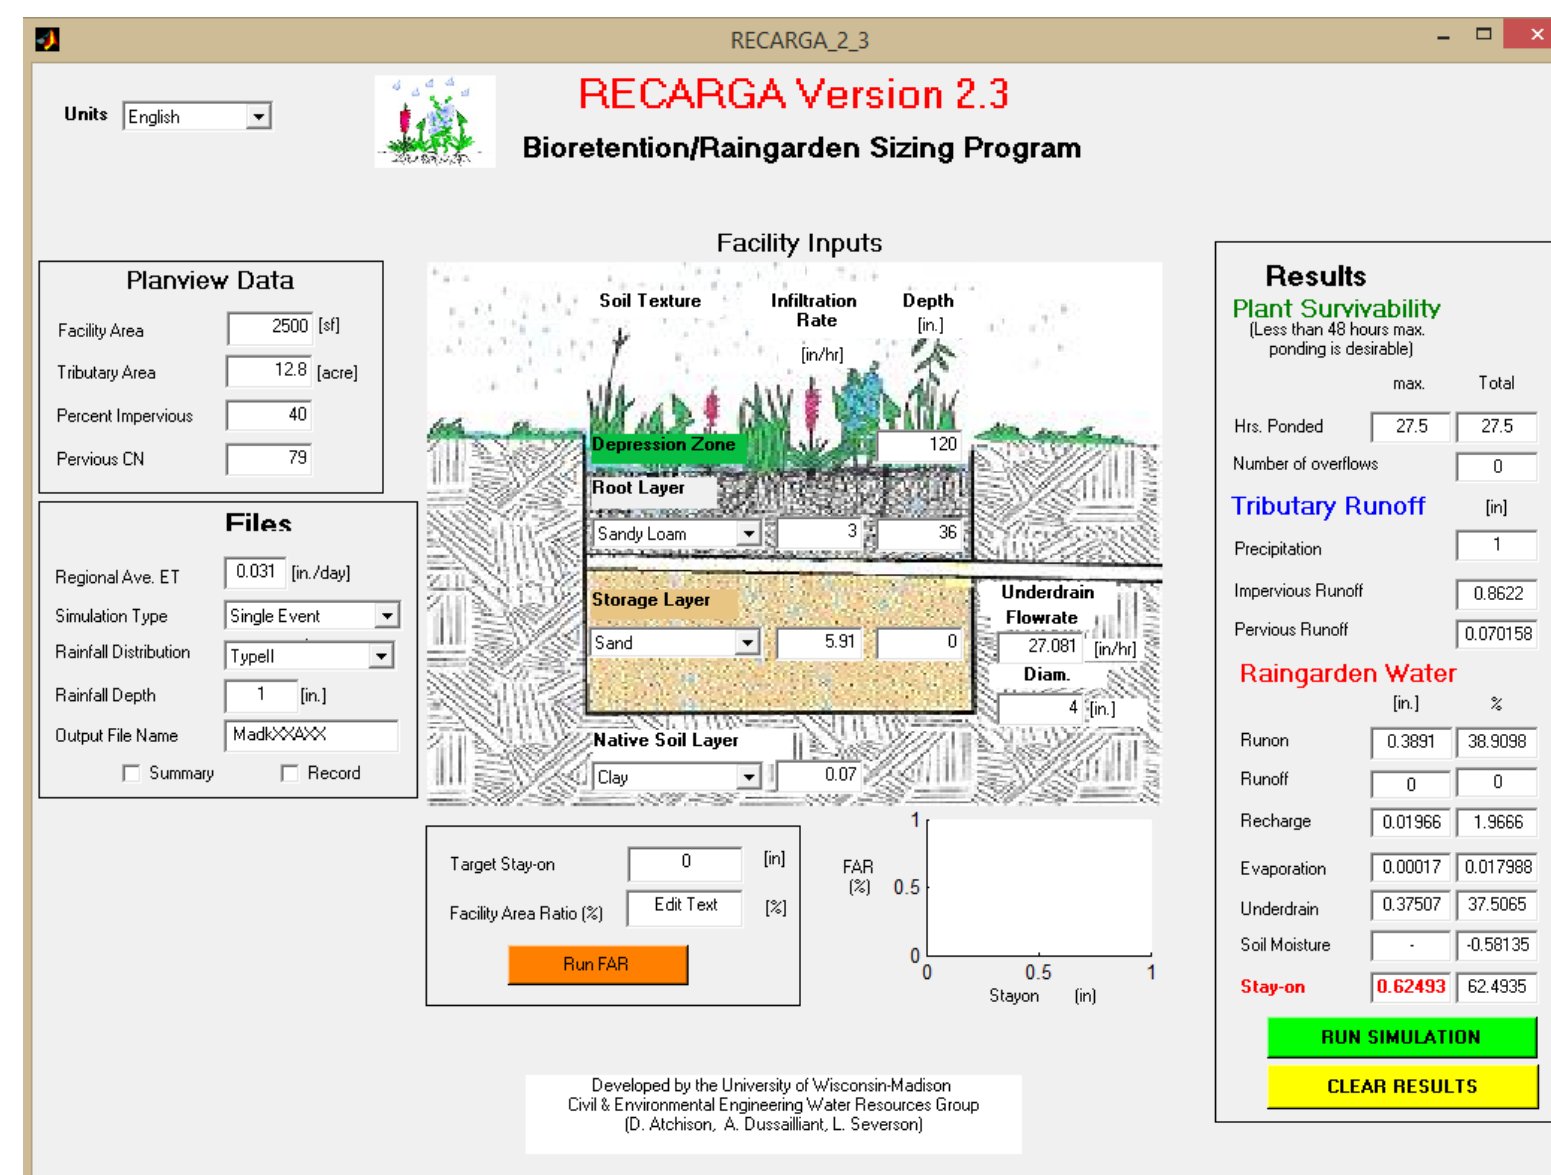 RECARGA_2_3
Units English
RECARGA Version 2.3
Bioretention/Raingarden Sizing Program
Planview Data
Facility Area 2500 [sf]
Tributary Area 12.8 [acre]
Percent Impervious 40
Pervious CN 79
Files
Regional Ave. ET 0.031 [in./day]
Simulation Type Single Event
Rainfall Distribution TypeII
Rainfall Depth 1 [in.]
Output File Name MadkXXAXX
Summary Record
Facility Inputs
Soil Texture Infiltration Rate [in/hr] Depth [in.]
Depression Zone 120
Root Layer
Sandy Loam 3 36
Storage Layer
Sand 5.91 0
Underdrain
Flowrate
27.081 [in/hr]
Diam.
4 [in.]
Native Soil Layer
Clay 0.07
Target Stay-on 0 [in]
Facility Area Ratio (%) Edit Text [%]
Run FAR
FAR
(%)
1
0.5
0
0 0.5 1
Stayon (in)
Results
Plant Survivability
(Less than 48 hours max.
ponding is desirable)
max. Total
Hrs. Ponded 27.5 27.5
Number of overflows 0
Tributary Runoff [in]
Precipitation 1
Impervious Runoff 0.8622
Pervious Runoff 0.070158
Raingarden Water
[in.] %
Runon 0.3891 38.9098
Runoff 0 0
Recharge 0.01966 1.9666
Evaporation 0.00017 0.017988
Underdrain 0.37507 37.5065
Soil Moisture - -0.58135
Stay-on 0.62493 62.4935
RUN SIMULATION
CLEAR RESULTS
Developed by the University of Wisconsin-Madison
Civil & Environmental Engineering Water Resources Group
(D. Atchison, A. Dussailliant, L. Severson)